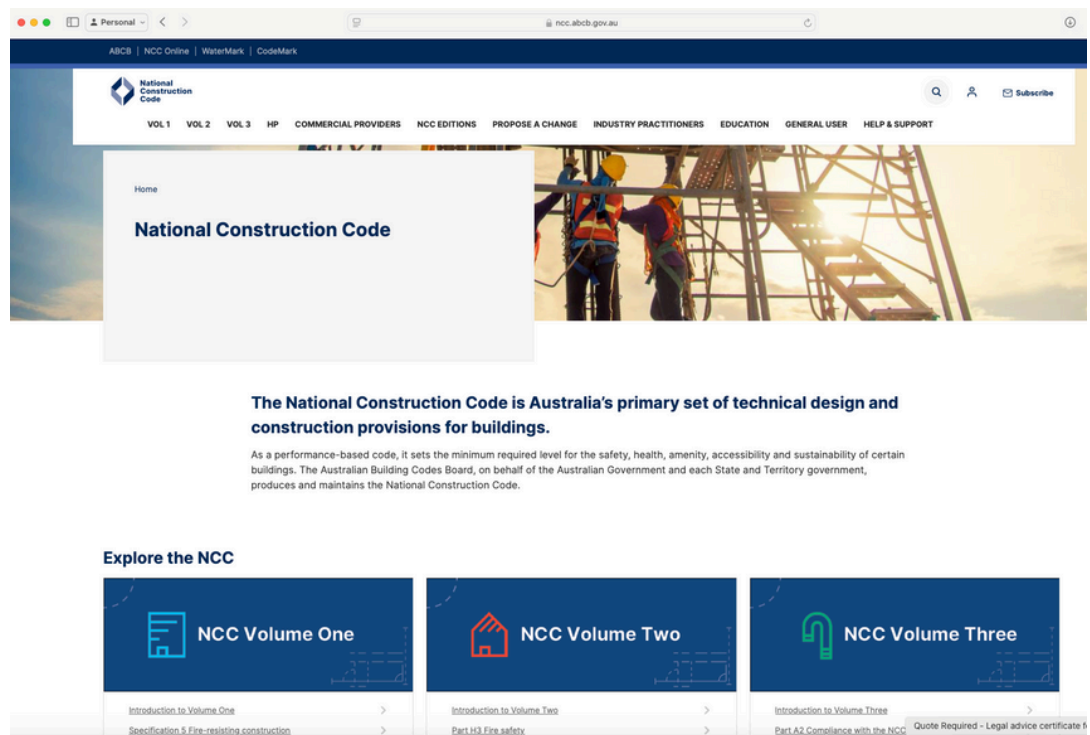 Personal
ncc.abcb.gov.au
ABCB | NCC Online | WaterMark | CodeMark
National
Construction
Code
Subscribe
VOL 1 VOL 2 VOL 3 HP COMMERCIAL PROVIDERS NCC EDITIONS PROPOSE A CHANGE INDUSTRY PRACTITIONERS EDUCATION GENERAL USER HELP & SUPPORT
Home
National Construction Code
The National Construction Code is Australia's primary set of technical design and
construction provisions for buildings.
As a performance-based code, it sets the minimum required level for the safety, health, amenity, accessibility and sustainability of certain
buildings. The Australian Building Codes Board, on behalf of the Australian Government and each State and Territory government,
produces and maintains the National Construction Code.
Explore the NCC
NCC Volume One
Introduction to Volume One
Specification 5 Fire-resisting construction
NCC Volume Two
Introduction to Volume Two
Part H3 Fire safety
NCC Volume Three
Introduction to Volume Three
Part A2 Compliance with the NCC
Quote Required - Legal advice certificate